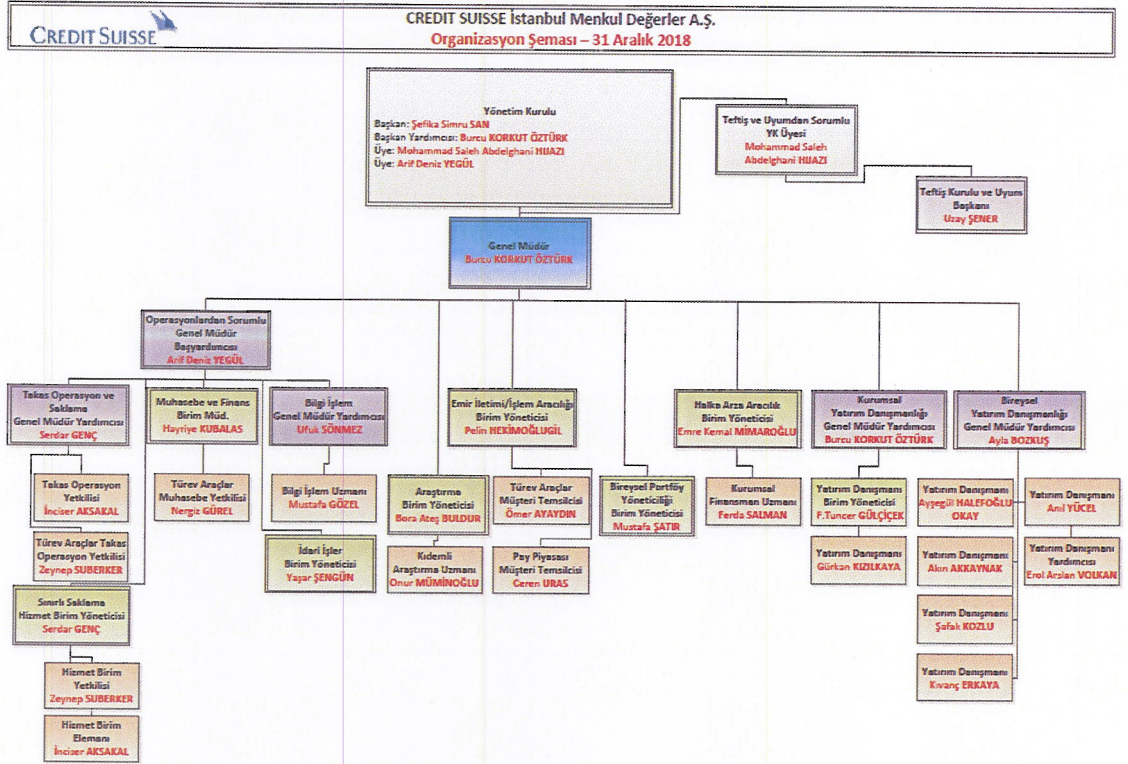 CREDIT SUISSE
CREDIT SUISSE İstanbul Menkul Değerler A.Ş.
Organizasyon Şeması – 31 Aralık 2018
Yönetim Kurulu
Başkan: Şefika Simru SAN
Başkan Yardımcısı: Burcu KORKUT ÖZTÜRK
Üye: Mohammad Saleh Abdelghani HIJAZI
Üye: Arif Deniz YEGÜL
Teftiş ve Uyumdan Sorumlu
YK Üyesi
Mohammad Saleh
Abdelghani HIJAZI
Teftiş Kurulu ve Uyum
Başkanı
Uzay ŞENER
Genel Müdür
Burcu KORKUT ÖZTÜRK
Operasyonlardan Sorumlu
Genel Müdür
Başyardımcısı
Arif Deniz YEGÜL
Takas Operasyon ve
Saklama
Genel Müdür Yardımcısı
Serdar GENÇ
Muhasebe ve Finans
Birim Müd.
Hayriye KUBALAS
Bilgi İşlem
Genel Müdür Yardımcısı
Ufuk SÖNMEZ
Emir İletimi/İşlem Aracılığı
Birim Yöneticisi
Pelin HEKİMOĞLUGİL
Halka Arza Aracılık
Birim Yöneticisi
Emre Kemal MİMAROĞLU
Kurumsal
Yatırım Danışmanlığı
Genel Müdür Yardımcısı
Burcu KORKUT ÖZTÜRK
Bireysel
Yatırım Danışmanlığı
Genel Müdür Yardımcısı
Ayla BOZKUŞ
Takas Operasyon
Yetkilisi
İnciser AKSAKAL
Türev Araçlar
Muhasebe Yetkilisi
Nergiz GÜREL
Bilgi İşlem Uzmanı
Mustafa GÖZEL
Araştırma
Birim Yöneticisi
Bora Ateş BULDUR
Türev Araçlar
Müşteri Temsilcisi
Ömer AYAYDIN
Bireysel Portföy
Yöneticiliği
Birim Yöneticisi
Mustafa ŞATIR
Kurumsal
Finansman Uzmanı
Ferda SALMAN
Yatırım Danışmanı
Birim Yöneticisi
F.Tuncer GÜLÇİÇEK
Yatırım Danışmanı
Ayşegül HALEFOĞLU
OKAY
Yatırım Danışmanı
Anıl YÜCEL
Türev Araçlar Takas
Operasyon Yetkilisi
Zeynep SUBERKER
İdari İşler
Birim Yöneticisi
Yaşar ŞENGÜN
Kıdemli
Araştırma Uzmanı
Onur MÜMİNOĞLU
Pay Piyasası
Müşteri Temsilcisi
Ceren URAS
Yatırım Danışmanı
Gürkan KIZILKAYA
Yatırım Danışmanı
Akın AKKAYNAK
Yatırım Danışmanı
Yardımcısı
Erol Arslan VOLKAN
Sınırlı Saklama
Hizmet Birim Yöneticisi
Serdar GENÇ
Yatırım Danışmanı
Şafak KOZLU
Hizmet Birim
Yetkilisi
Zeynep SUBERKER
Yatırım Danışmanı
Kıvanç ERKAYA
Hizmet Birim
Elemanı
İnciser AKSAKAL